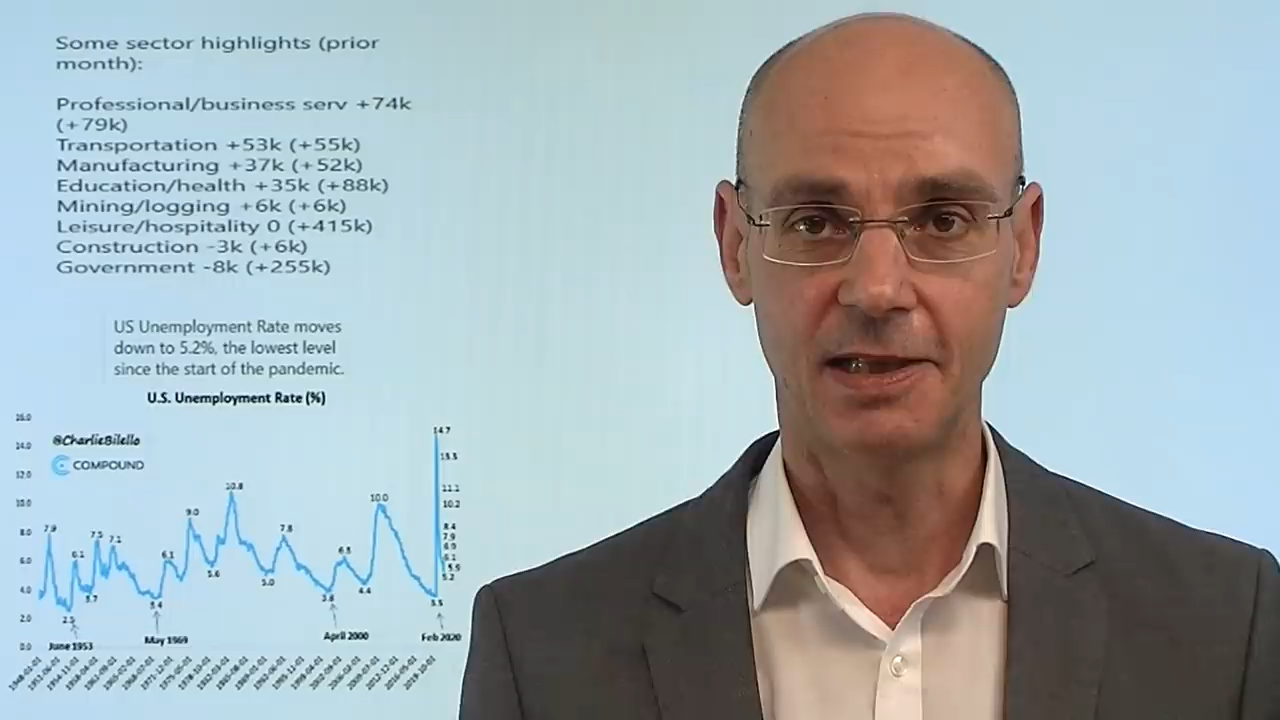 Some sector highlights (prior
month):
Professional/business serv +74k
(+79k)
Transportation +53k (+55k)
Manufacturing +37k (+52k)
Education/health +35k (+88k)
Mining/logging +6k (+6k)
Leisure/hospitality 0 (+415k)
Construction -3k (+6k)
Government -8k (+255k)
US Unemployment Rate moves
down to 5.2%, the lowest level
since the start of the pandemic.
U.S. Unemployment Rate (%)
@CharlieBilello
COMPOUND
16.0
14.0
12.0
10.0
8.0
6.0
4.0
2.0
0.0
7.9
2.5
6.1
3.7
7.5
7.1
3.4
6.1
9.0
5.6
10.8
5.0
7.8
3.8
6.3
4.4
10.0
3.5
14.7
13.3
11.1
10.2
8.4
7.9
6.9
6.1
5.9
5.2
June 1953
May 1969
April 2000
Feb 2020